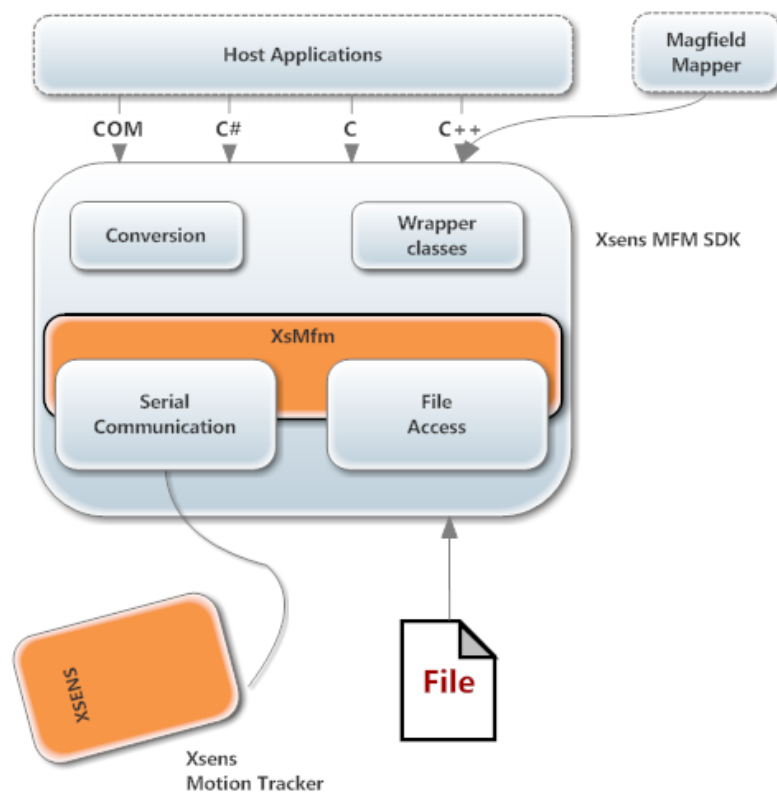 Host Applications
Magfield
Mapper
COM
C#
C
C++
Conversion
Wrapper
classes
Xsens MFM SDK
XsMfm
Serial
Communication
File
Access
XSENS
File
Xsens
Motion Tracker